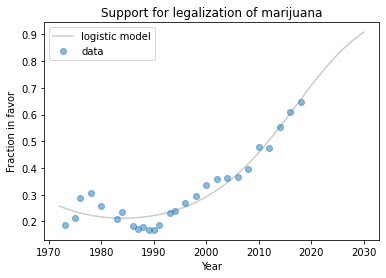 Support for legalization of marijuana
logistic model
data
Fraction in favor
0.9
0.8
0.7
0.6
0.5
0.4
0.3
0.2
1970 1980 1990 2000 2010 2020 2030
Year